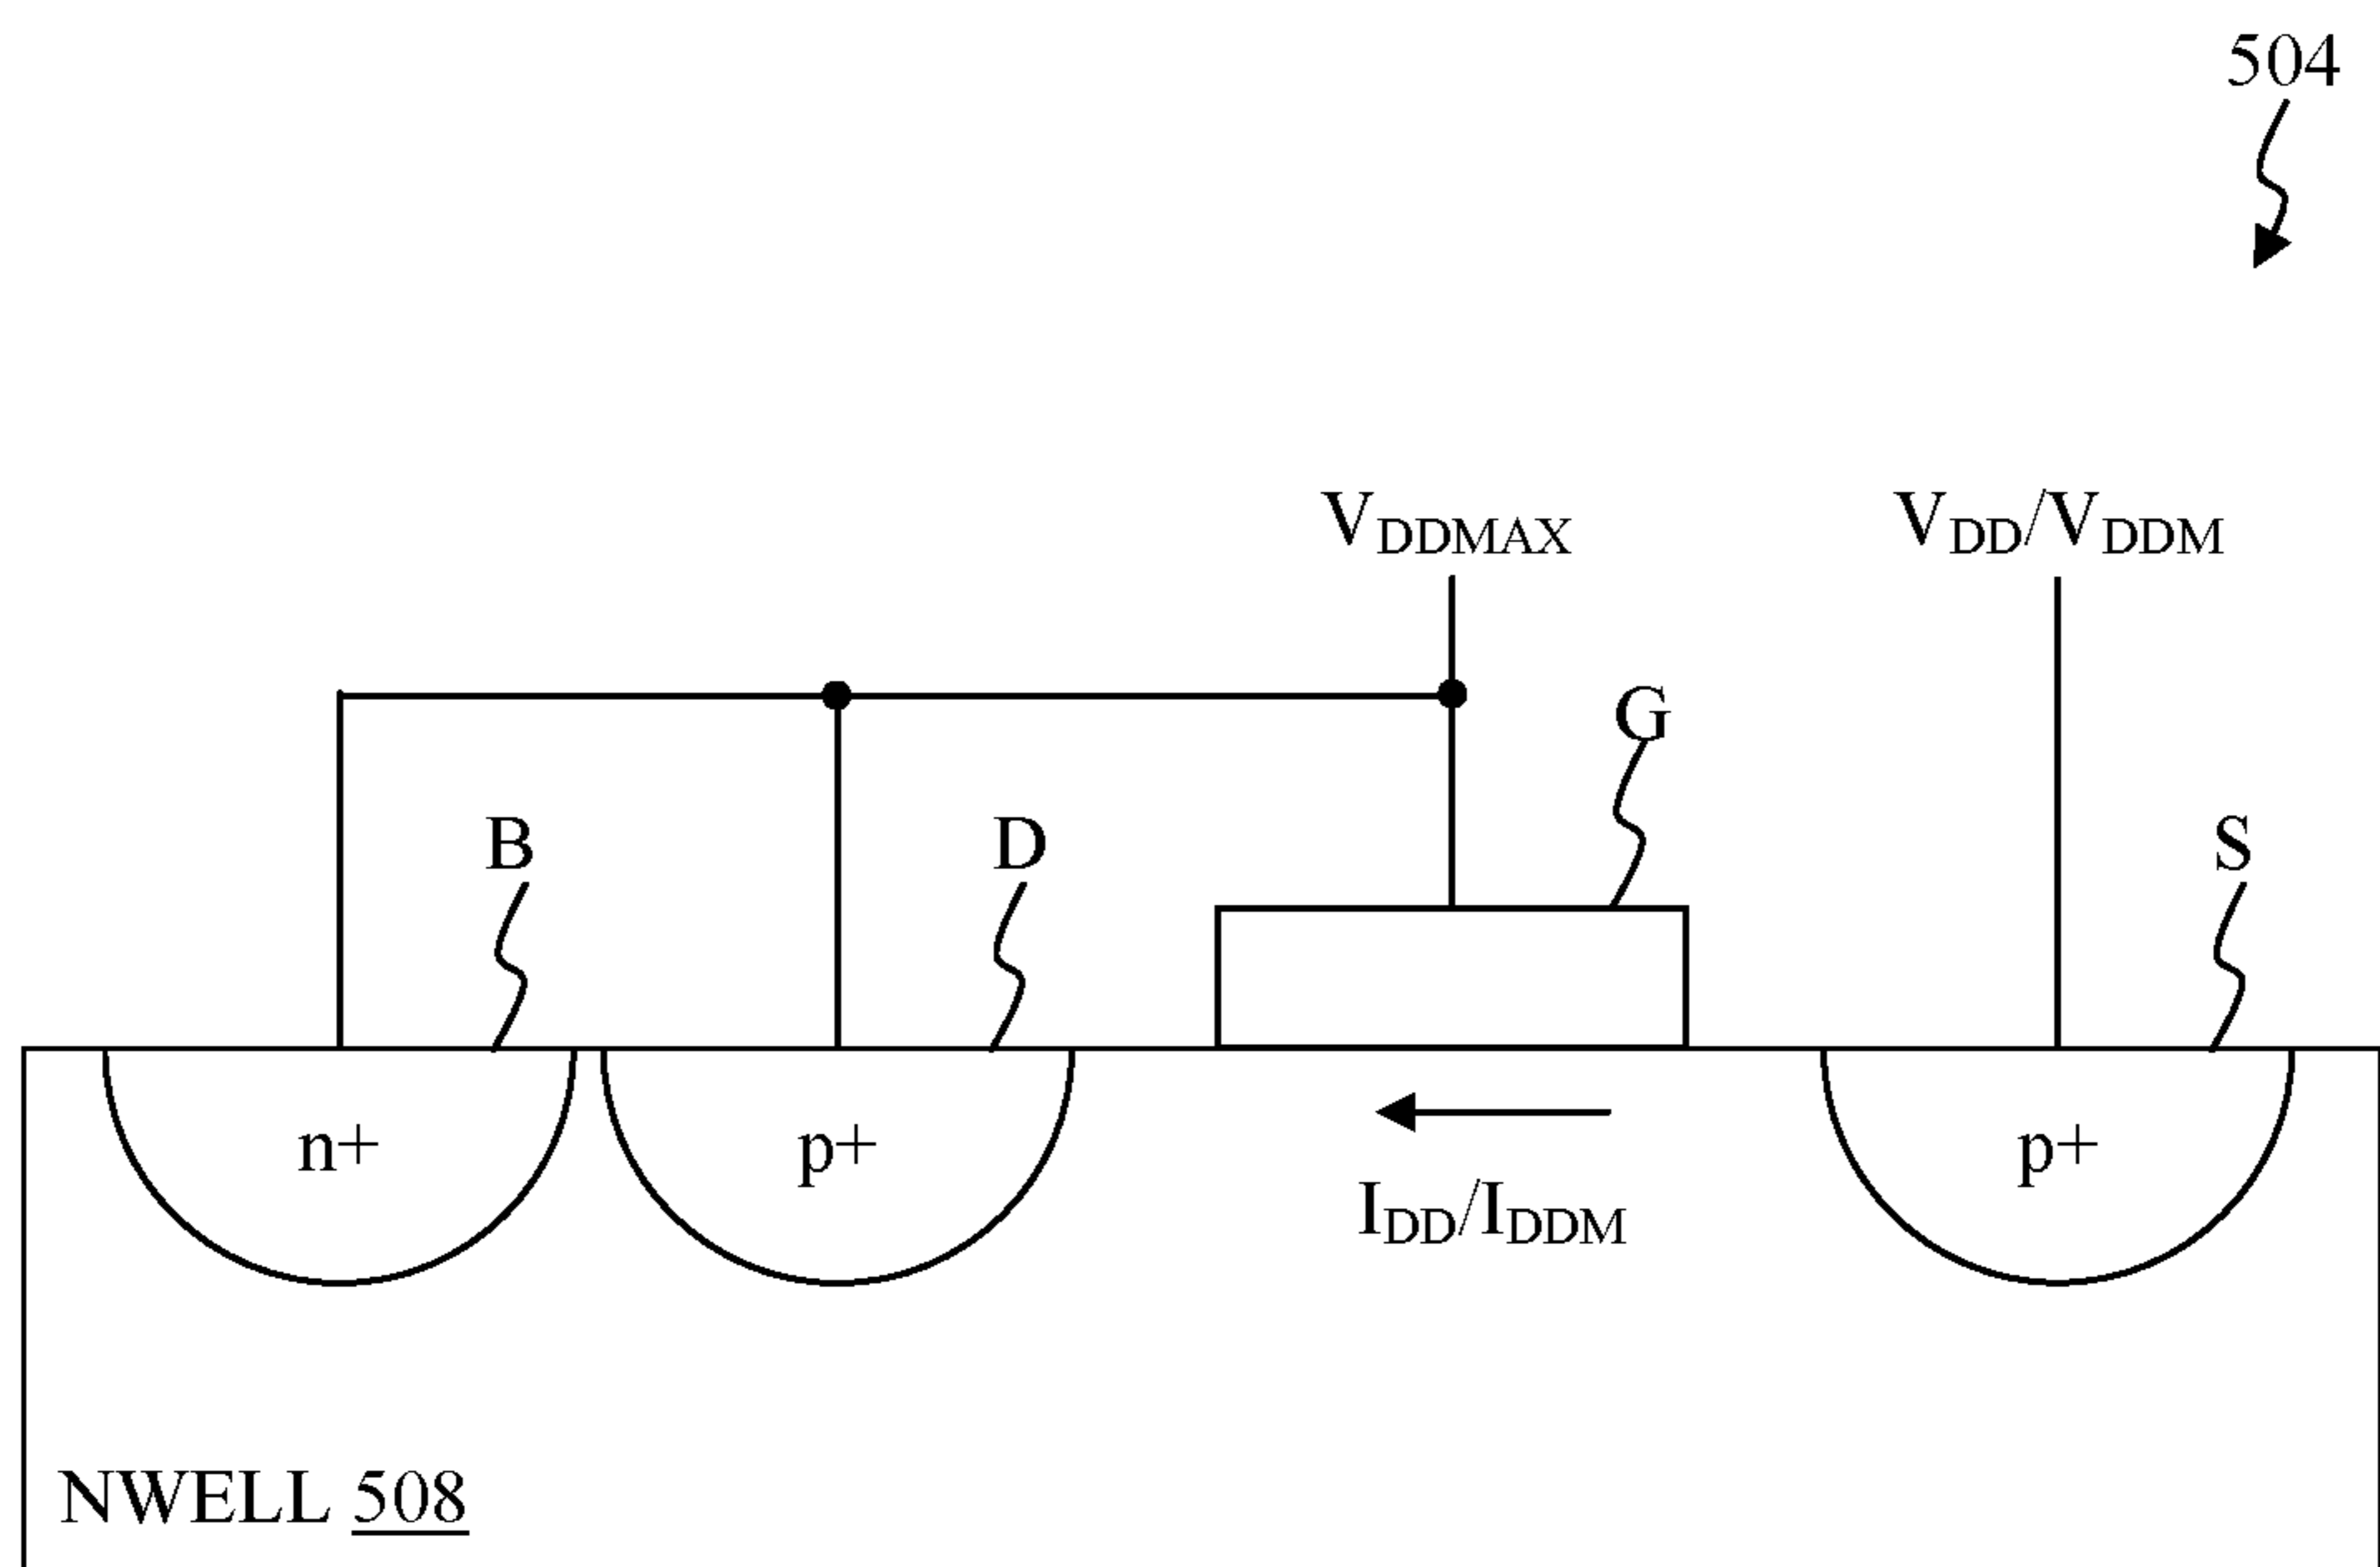 504
VDDMAX
VDD/VDDM
G
B
D
S
n+
p+
p+
IDD/IDDM
NWELL 508